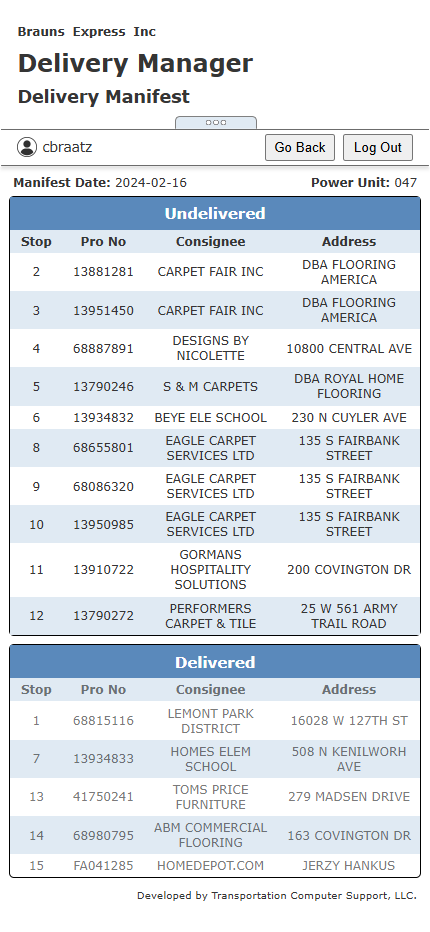 Brauns Express Inc
Delivery Manager
Delivery Manifest
cbraatz
Go Back
Log Out
Manifest Date: 2024-02-16 Power Unit: 047
Undelivered
Stop Pro No Consignee Address
2 13881281 CARPET FAIR INC DBA FLOORING AMERICA
3 13951450 CARPET FAIR INC DBA FLOORING AMERICA
4 68887891 DESIGNS BY NICOLETTE 10800 CENTRAL AVE
5 13790246 S & M CARPETS DBA ROYAL HOME FLOORING
6 13934832 BEYE ELE SCHOOL 230 N CUYLER AVE
8 68655801 EAGLE CARPET SERVICES LTD 135 S FAIRBANK STREET
9 68086320 EAGLE CARPET SERVICES LTD 135 S FAIRBANK STREET
10 13950985 EAGLE CARPET SERVICES LTD 135 S FAIRBANK STREET
11 13910722 GORMANS HOSPITALITY SOLUTIONS 200 COVINGTON DR
12 13790272 PERFORMERS CARPET & TILE 25 W 561 ARMY TRAIL ROAD
Delivered
Stop Pro No Consignee Address
1 68815116 LEMONT PARK DISTRICT 16028 W 127TH ST
7 13934833 HOMES ELEM SCHOOL 508 N KENILWORH AVE
13 41750241 TOMS PRICE FURNITURE 279 MADSEN DRIVE
14 68980795 ABM COMMERCIAL FLOORING 163 COVINGTON DR
15 FA041285 HOMEDEPOT.COM JERZY HANKUS
Developed by Transportation Computer Support, LLC.